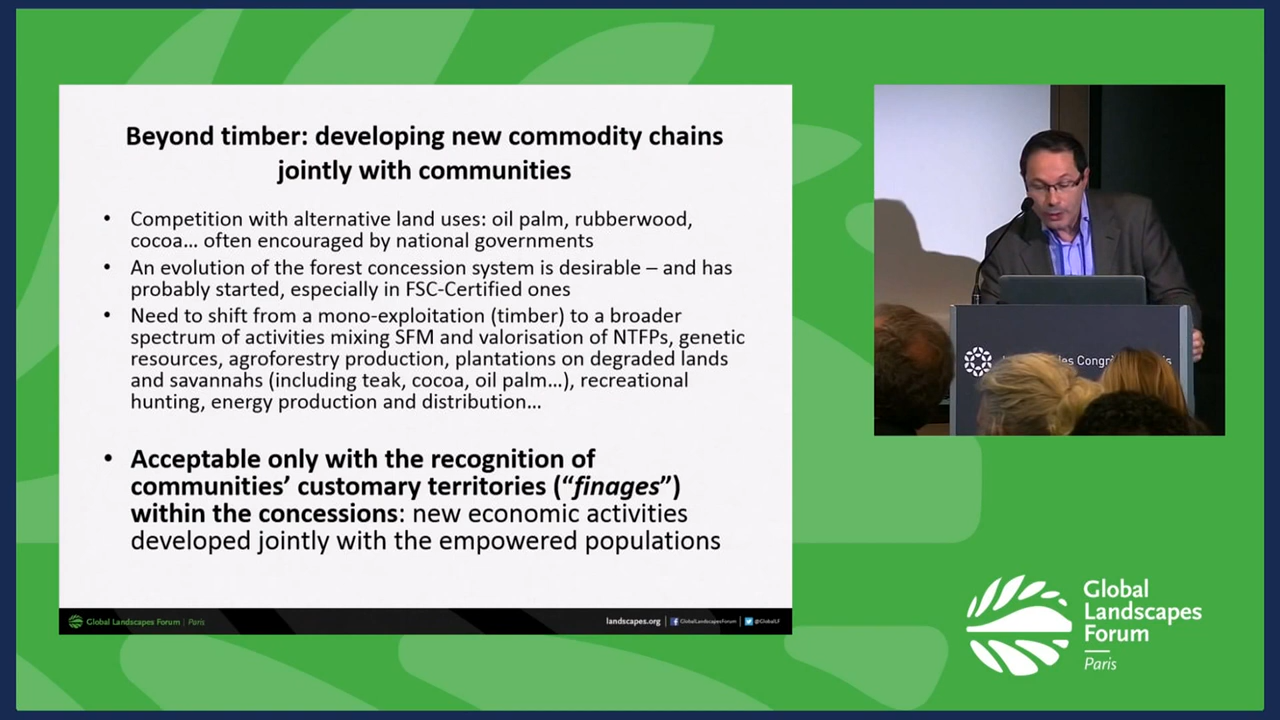 Beyond timber: developing new commodity chains
jointly with communities
• Competition with alternative land uses: oil palm, rubberwood,
cocoa... often encouraged by national governments
• An evolution of the forest concession system is desirable – and has
probably started, especially in FSC-Certified ones
• Need to shift from a mono-exploitation (timber) to a broader
spectrum of activities mixing SFM and valorisation of NTFPs, genetic
resources, agroforestry production, plantations on degraded lands
and savannahs (including teak, cocoa, oil palm...), recreational
hunting, energy production and distribution...
• Acceptable only with the recognition of
communities' customary territories ("finages")
within the concessions: new economic activities
developed jointly with the empowered populations
Global Landscapes Forum | Paris
landscapes.org | GlobalLandscapesForum | @GlobalLF
Congrès
Global
Landscapes
Forum
Paris